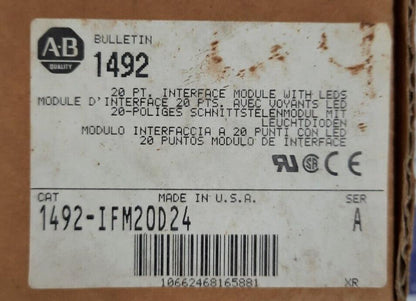 A·B
QUALITY
BULLETIN
1492
20 PT. INTERFACE MODULE WITH LEDS
MODULE D'INTERFACE 20 PTS. AVEC VOYANTS LED
20-POLIGES SCHNITTSTELENMODUL MIT
LEUCHTDIODEN
MODULO INTERFACCIA A 20 PUNTI CON LED
20 PUNTOS MODULO DE INTERFACE
CAT
MADE IN U.S.A.
SER
1492-IFM20D24
A
10662468165881
XR